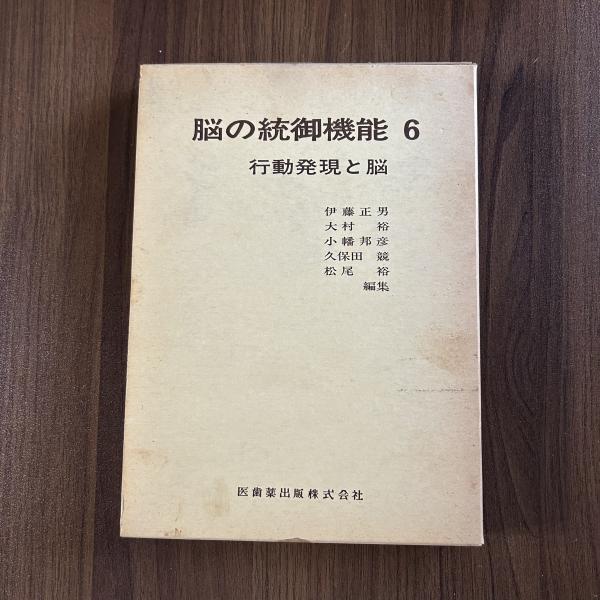 脳の統御機能 6
行動発現と脳
伊藤正男
大村 裕
小幡邦彦
久保田 競
松尾 裕
編集
医歯薬出版株式会社